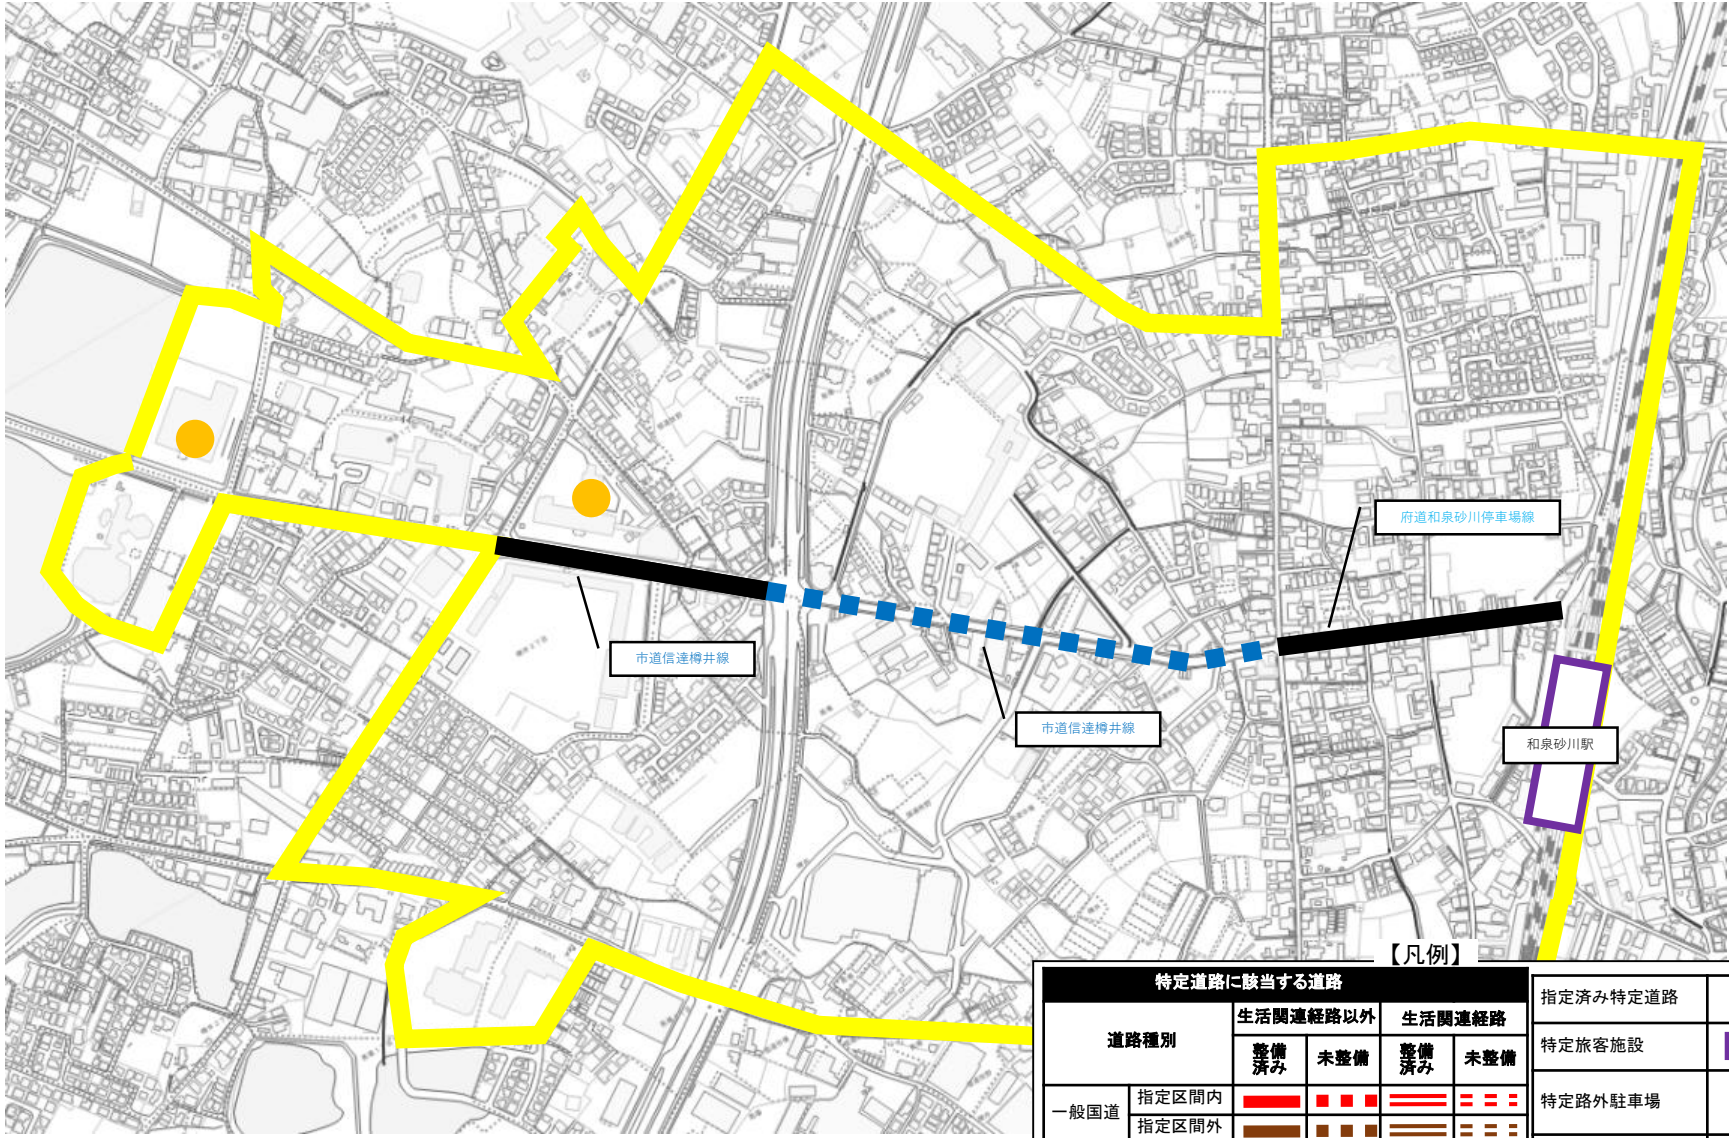 府道和泉砂川停車場線
市道信達樽井線
市道信達樽井線
和泉砂川駅
【凡例】
特定道路に該当する道路
道路種別
生活関連経路以外
生活関連経路
整備済み
未整備
整備済み
未整備
一般国道
指定区間内
指定区間外
指定済み特定道路
特定旅客施設
特定路外駐車場